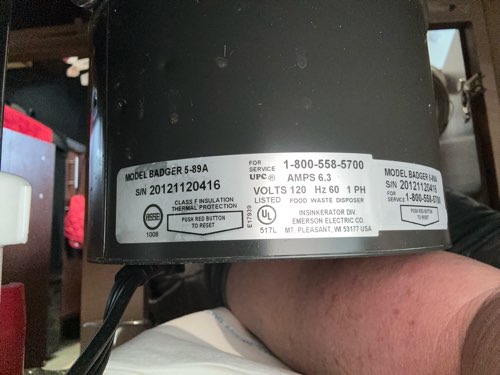 MODEL BADGER 5-89A
S/N 20121120416
ASSE
1008
CLASS F INSULATION
THERMAL PROTECTION
PUSH RED BUTTON
TO RESET
FOR
SERVICE
1-800-558-5700
UPC® AMPS 6.3
VOLTS 120 Hz 60 1 PH
LISTED FOOD WASTE DISPOSER
E17939
UL
517L
INSINKERATOR DIV.
EMERSON ELECTRIC CO.
MT. PLEASANT, WI 53177 USA
MODEL BADGER 5-89A
S/N 20121120416
FOR
SERVICE 1-800-558-5700
PUSH RED BUTTON
TO RESET